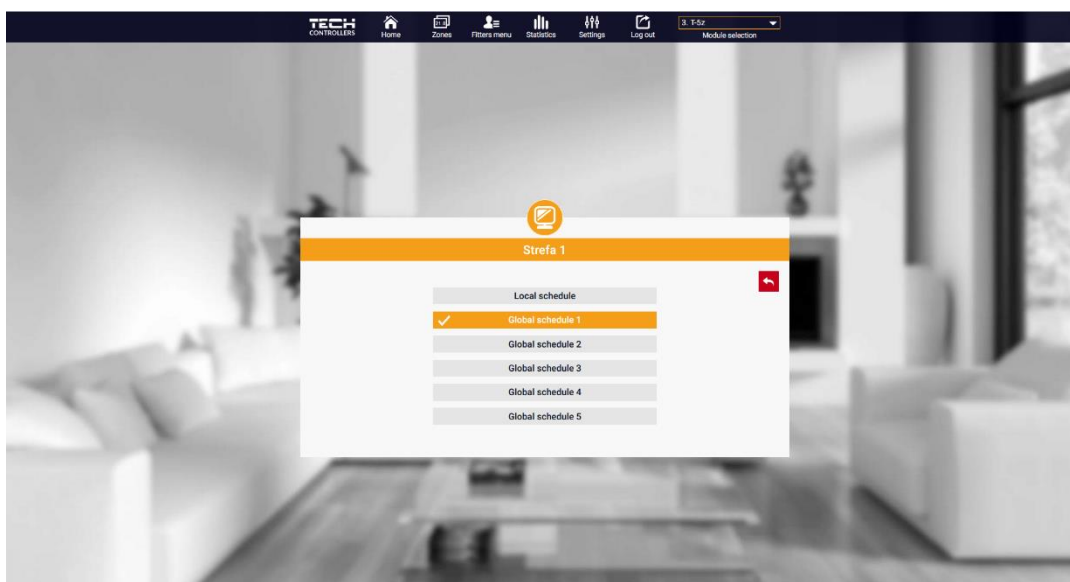 TECH
CONTROLLERS
Home
Zones
Fitters menu
Statistics
Settings
Log out
3. T-5z
Module selection
Strefa 1
Local schedule
Global schedule 1
Global schedule 2
Global schedule 3
Global schedule 4
Global schedule 5